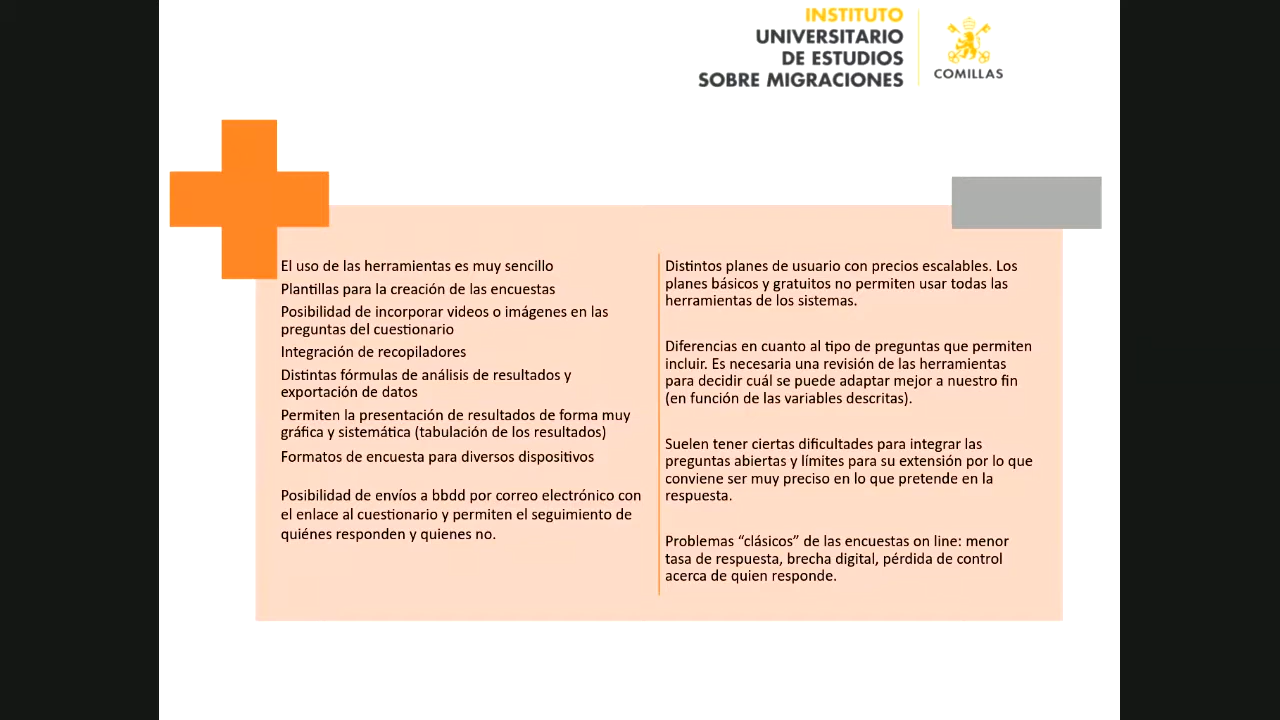 INSTITUTO
UNIVERSITARIO
DE ESTUDIOS
SOBRE MIGRACIONES
COMILLAS
El uso de las herramientas es muy sencillo
Plantillas para la creación de las encuestas
Posibilidad de incorporar videos o imágenes en las
preguntas del cuestionario
Integración de recopiladores
Distintas fórmulas de análisis de resultados y
exportación de datos
Permiten la presentación de resultados de forma muy
gráfica y sistemática (tabulación de los resultados)
Formatos de encuesta para diversos dispositivos
Posibilidad de envíos a bbdd por correo electrónico con
el enlace al cuestionario y permiten el seguimiento de
quiénes responden y quienes no.
Distintos planes de usuario con precios escalables. Los
planes básicos y gratuitos no permiten usar todas las
herramientas de los sistemas.
Diferencias en cuanto al tipo de preguntas que permiten
incluir. Es necesaria una revisión de las herramientas
para decidir cuál se puede adaptar mejor a nuestro fin
(en función de las variables descritas).
Suelen tener ciertas dificultades para integrar las
preguntas abiertas y límites para su extensión por lo que
conviene ser muy preciso en lo que pretende en la
respuesta.
Problemas “clásicos” de las encuestas on line: menor
tasa de respuesta, brecha digital, pérdida de control
acerca de quien responde.